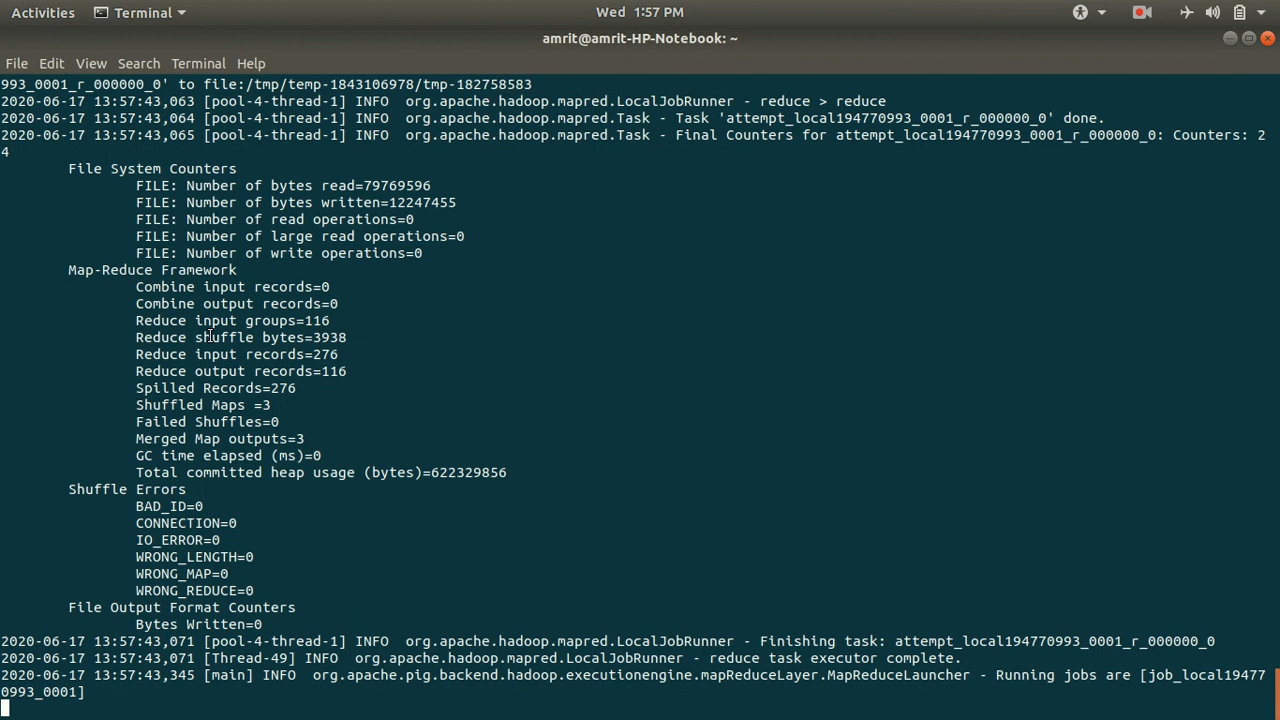 Activities Terminal Wed 1:57 PM
amrit@amrit-HP-Notebook: ~
File Edit View Search Terminal Help
993_0001_r_000000_0' to file:/tmp/temp-1843106978/tmp-182758583
2020-06-17 13:57:43,063 [pool-4-thread-1] INFO  org.apache.hadoop.mapred.LocalJobRunner - reduce > reduce
2020-06-17 13:57:43,064 [pool-4-thread-1] INFO  org.apache.hadoop.mapred.Task - Task 'attempt_local194770993_0001_r_000000_0' done.
2020-06-17 13:57:43,065 [pool-4-thread-1] INFO  org.apache.hadoop.mapred.Task - Final Counters for attempt_local194770993_0001_r_000000_0: Counters: 2
4
File System Counters
FILE: Number of bytes read=79769596
FILE: Number of bytes written=12247455
FILE: Number of read operations=0
FILE: Number of large read operations=0
FILE: Number of write operations=0
Map-Reduce Framework
Combine input records=0
Combine output records=0
Reduce input groups=116
Reduce shuffle bytes=3938
Reduce input records=276
Reduce output records=116
Spilled Records=276
Shuffled Maps =3
Failed Shuffles=0
Merged Map outputs=3
GC time elapsed (ms)=0
Total committed heap usage (bytes)=622329856
Shuffle Errors
BAD_ID=0
CONNECTION=0
IO_ERROR=0
WRONG_LENGTH=0
WRONG_MAP=0
WRONG_REDUCE=0
File Output Format Counters
Bytes Written=0
2020-06-17 13:57:43,071 [pool-4-thread-1] INFO  org.apache.hadoop.mapred.LocalJobRunner - Finishing task: attempt_local194770993_0001_r_000000_0
2020-06-17 13:57:43,071 [Thread-49] INFO  org.apache.hadoop.mapred.LocalJobRunner - reduce task executor complete.
2020-06-17 13:57:43,345 [main] INFO  org.apache.pig.backend.hadoop.executionengine.mapReduceLayer.MapReduceLauncher - Running jobs are [job_local19477
0993_0001]